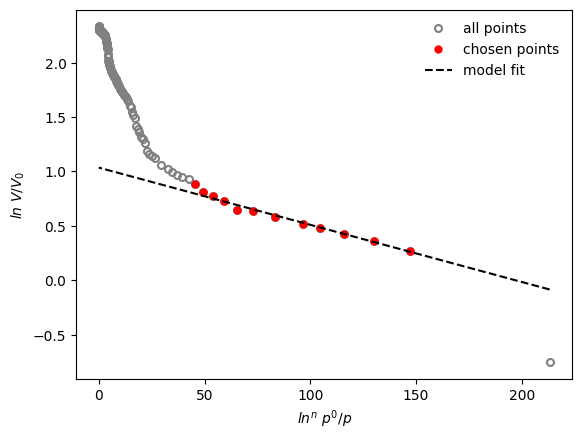 all points
chosen points
model fit
2.0
1.5
1.0
0.5
0.0
−0.5
ln V/V₀
0 50 100 150 200
lnⁿ p⁰/p